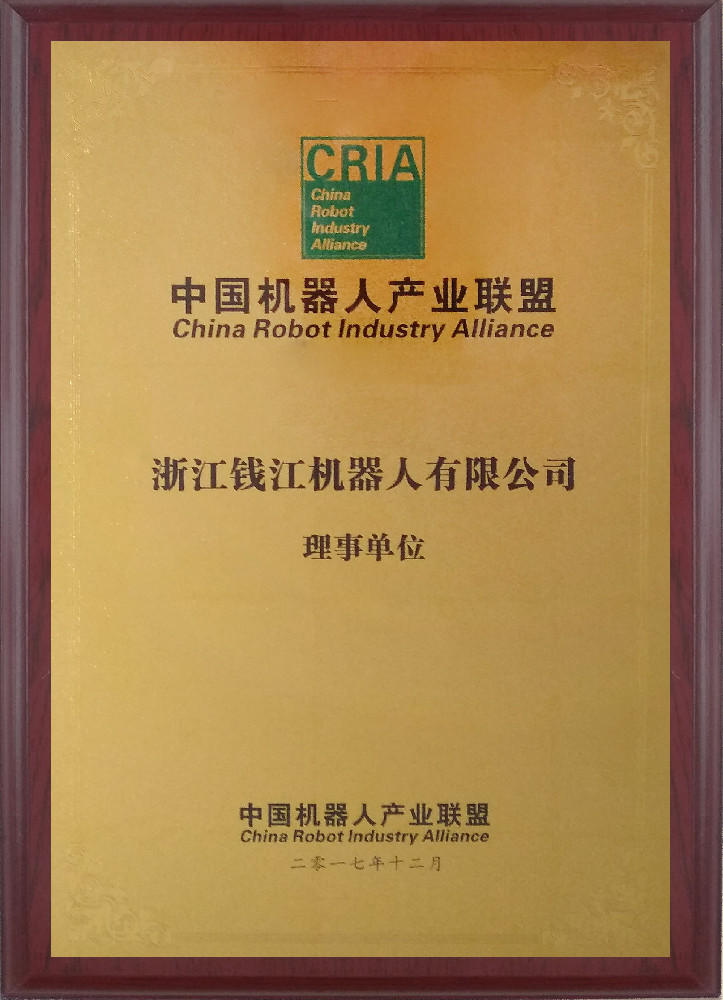 CRIA
China
Robot
Industry
Alliance
中国机器人产业联盟
China Robot Industry Alliance
浙江钱江机器人有限公司
理事单位
中国机器人产业联盟
China Robot Industry Alliance
二零一七年十二月